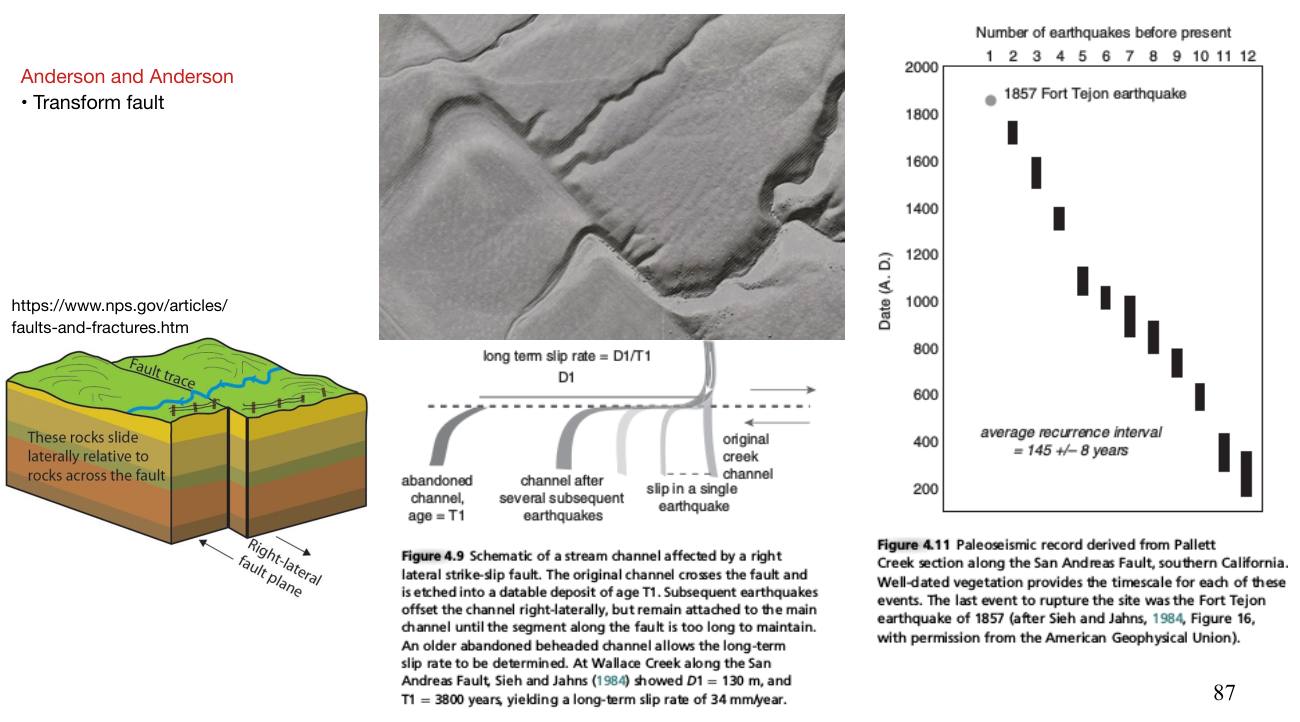 Anderson and Anderson
• Transform fault
https://www.nps.gov/articles/
faults-and-fractures.htm
Fault trace
These rocks slide
laterally relative to
rocks across the fault
Right-lateral
fault plane
long term slip rate = D1/T1
D1
original
creek
channel
abandoned
channel,
age = T1
channel after
several subsequent
earthquakes
slip in a single
earthquake
Figure 4.9 Schematic of a stream channel affected by a right
lateral strike-slip fault. The original channel crosses the fault and
is etched into a datable deposit of age T1. Subsequent earthquakes
offset the channel right-laterally, but remain attached to the main
channel until the segment along the fault is too long to maintain.
An older abandoned beheaded channel allows the long-term
slip rate to be determined. At Wallace Creek along the San
Andreas Fault, Sieh and Jahns (1984) showed D1 = 130 m, and
T1 = 3800 years, yielding a long-term slip rate of 34 mm/year.
Number of earthquakes before present
1 2 3 4 5 6 7 8 9 10 11 12
2000
1800
1600
1400
1200
1000
800
600
400
200
Date (A. D.)
1857 Fort Tejon earthquake
average recurrence interval
= 145 +/– 8 years
Figure 4.11 Paleoseismic record derived from Pallett
Creek section along the San Andreas Fault, southern California.
Well-dated vegetation provides the timescale for each of these
events. The last event to rupture the site was the Fort Tejon
earthquake of 1857 (after Sieh and Jahns, 1984, Figure 16,
with permission from the American Geophysical Union).
87